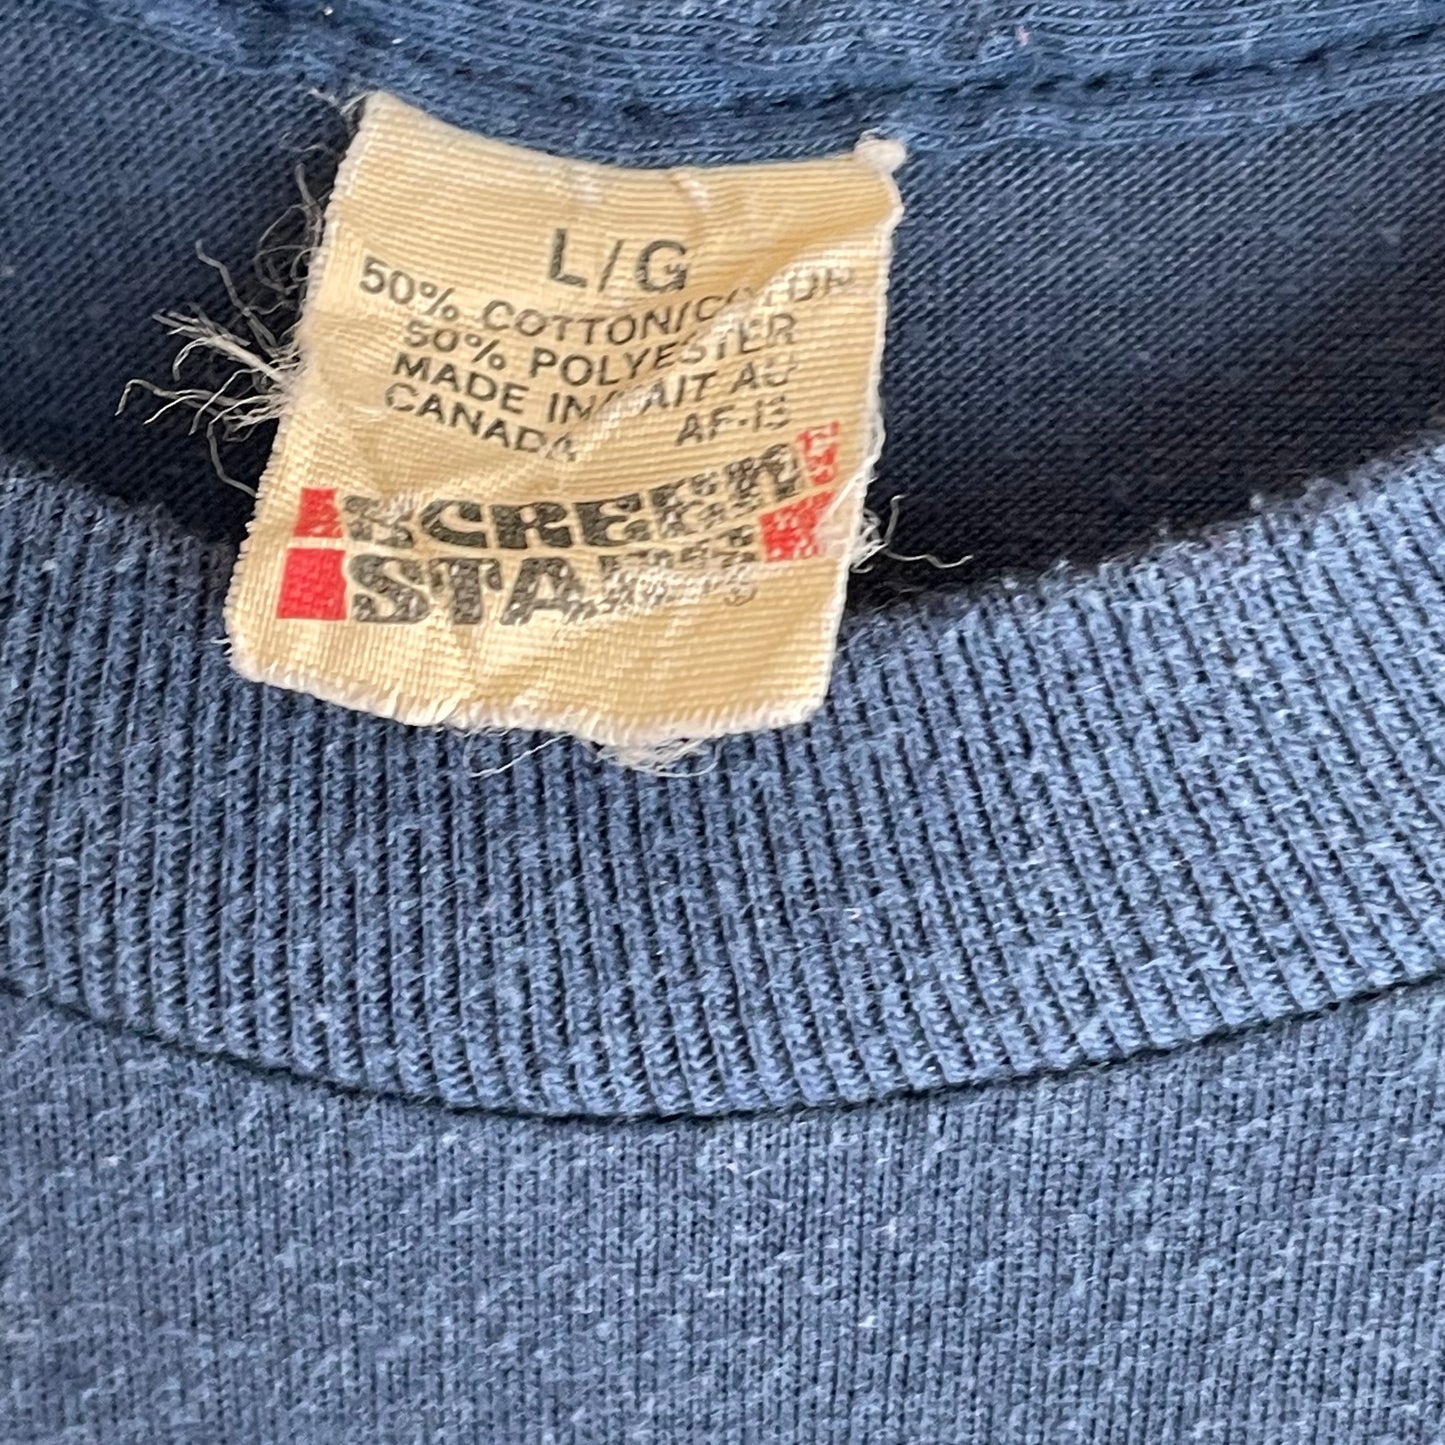 L/G
50% COTTON/COTON
50% POLYESTER
MADE IN/FAIT AU
CANADA AF-13
SCREEN
STARS